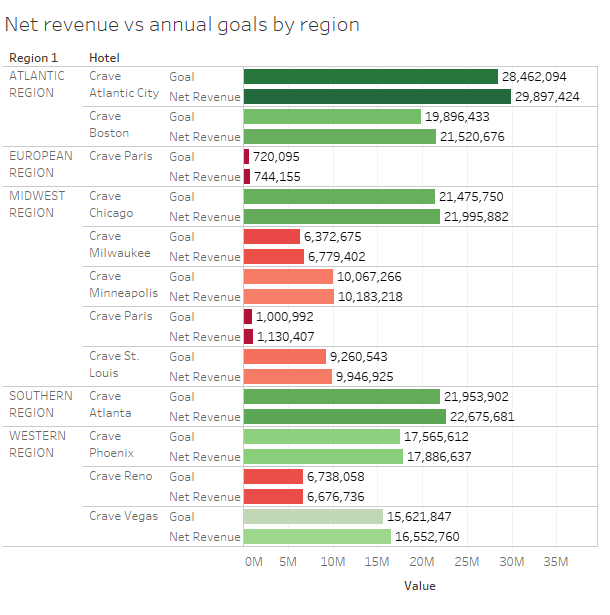 Net revenue vs annual goals by region
Region 1 Hotel
ATLANTIC REGION Crave Atlantic City Goal 28,462,094
Net Revenue 29,897,424
Crave Boston Goal 19,896,433
Net Revenue 21,520,676
EUROPEAN REGION Crave Paris Goal 720,095
Net Revenue 744,155
MIDWEST REGION Crave Chicago Goal 21,475,750
Net Revenue 21,995,882
Crave Milwaukee Goal 6,372,675
Net Revenue 6,779,402
Crave Minneapolis Goal 10,067,266
Net Revenue 10,183,218
Crave Paris Goal 1,000,992
Net Revenue 1,130,407
Crave St. Louis Goal 9,260,543
Net Revenue 9,946,925
SOUTHERN REGION Crave Atlanta Goal 21,953,902
Net Revenue 22,675,681
WESTERN REGION Crave Phoenix Goal 17,565,612
Net Revenue 17,886,637
Crave Reno Goal 6,738,058
Net Revenue 6,676,736
Crave Vegas Goal 15,621,847
Net Revenue 16,552,760
0M 5M 10M 15M 20M 25M 30M 35M
Value